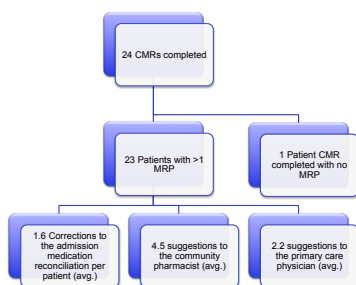 24 CMRs completed
23 Patients with >1
MRP
1 Patient CMR
completed with no
MRP
1.6 Corrections to
the admission
medication
reconciliation per
patient (avg.)
4.5 suggestions to
the community
pharmacist (avg.)
2.2 suggestions to
the primary care
physician (avg.)